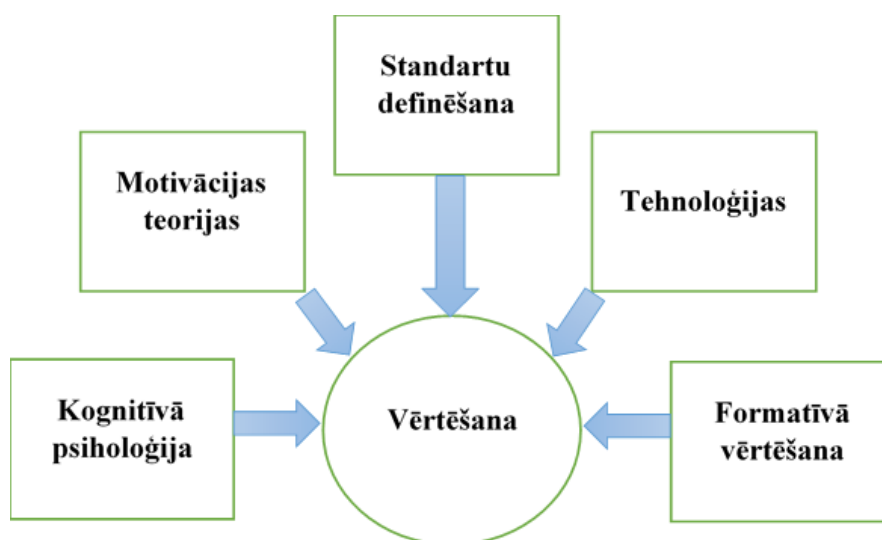 Standartu
definēšana
Motivācijas
teorijas
Tehnoloģijas
Kognitīvā
psiholoģija
Vērtēšana
Formatīvā
vērtēšana